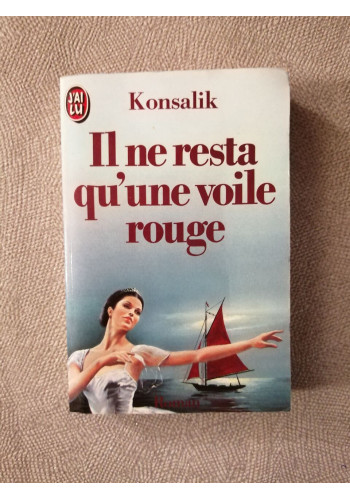 J'AI
LU
Konsalik
Il ne resta
qu'une voile
rouge
Roman